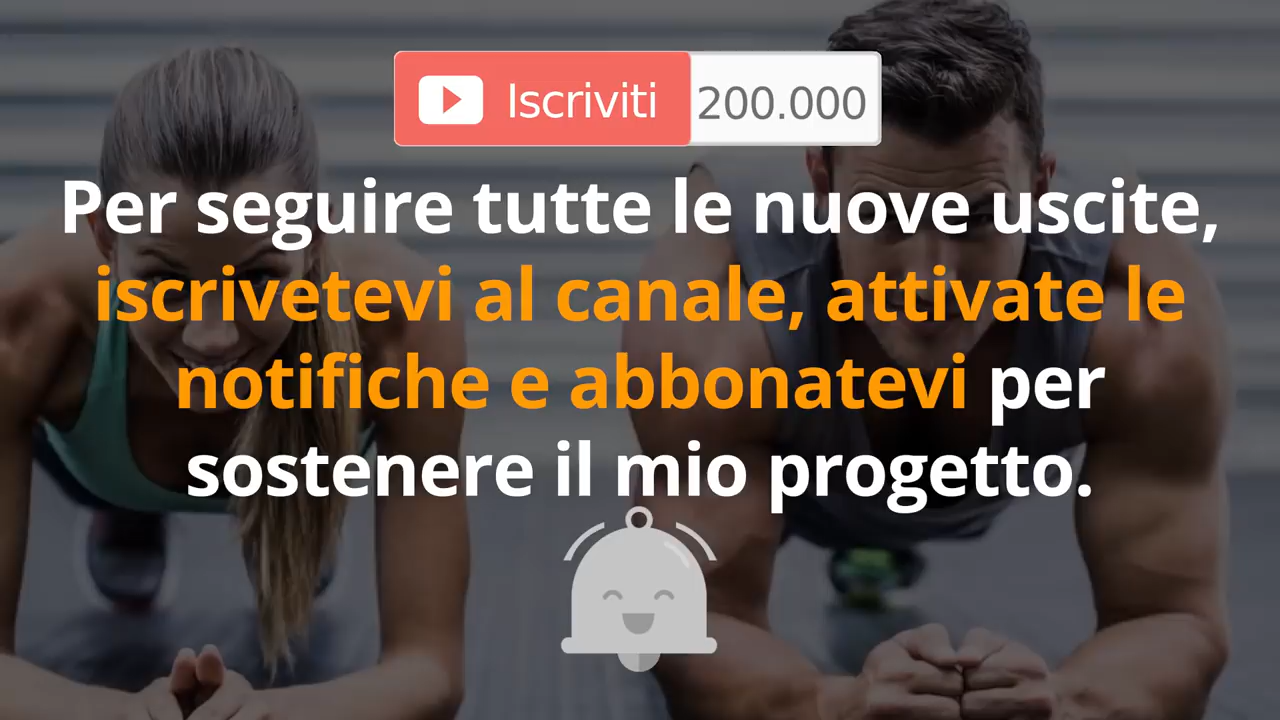 Iscriviti 200.000
Per seguire tutte le nuove uscite,
iscrivetevi al canale, attivate le
notifiche e abbonatevi per
sostenere il mio progetto.